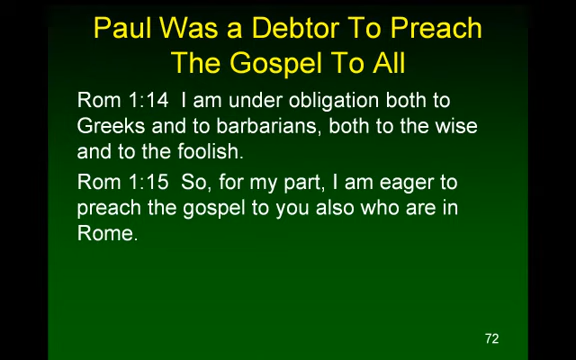 Paul Was a Debtor To Preach
The Gospel To All
Rom 1:14  I am under obligation both to
Greeks and to barbarians, both to the wise
and to the foolish.
Rom 1:15  So, for my part, I am eager to
preach the gospel to you also who are in
Rome.
72